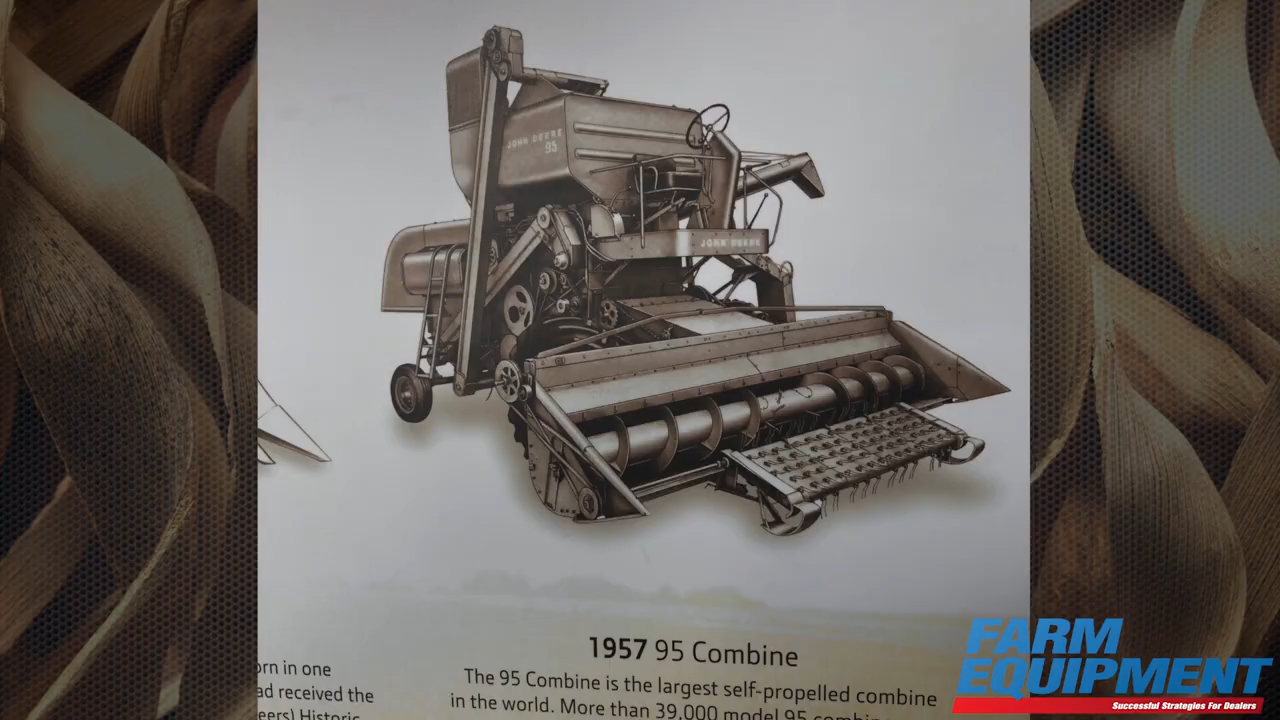 JOHN DEERE
95
JOHN DEERE
1957 95 Combine
The 95 Combine is the largest self-propelled combine
in the world. More than 39,000 model 95
orn in one
ad received the
eers) Historic
FARM
EQUIPMENT
Successful Strategies For Dealers